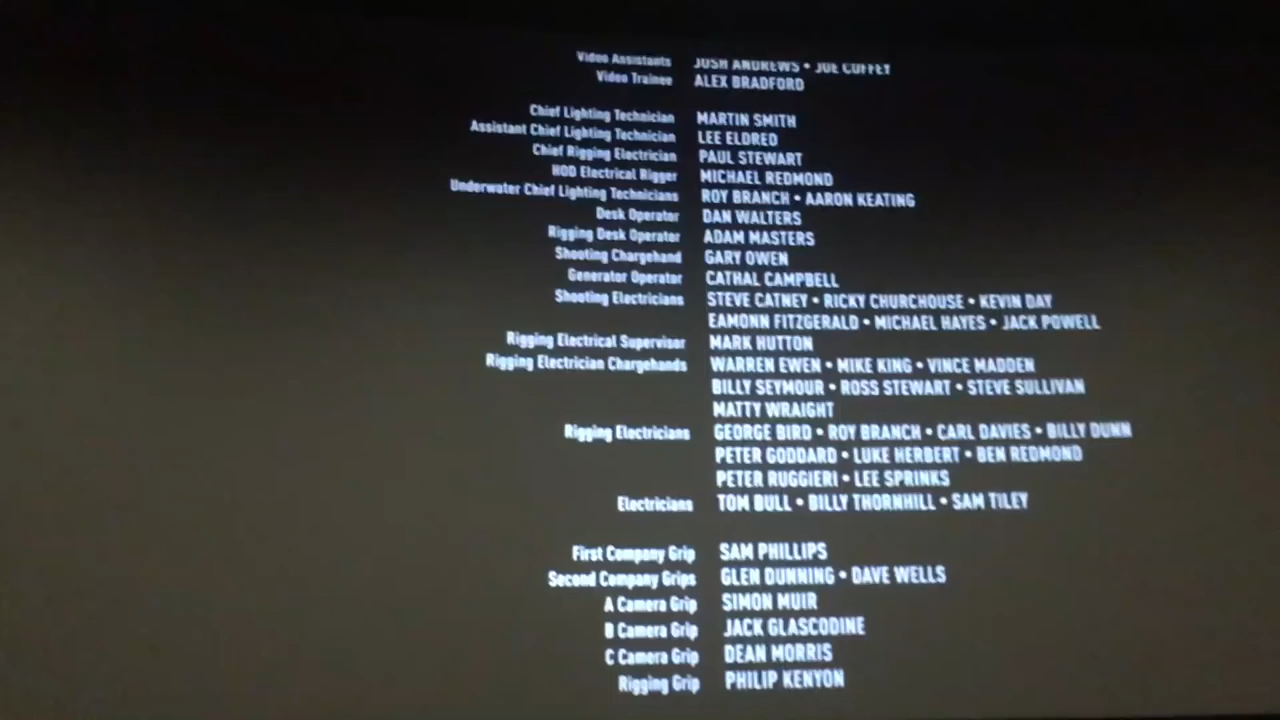 Video Assistants JOSH ANDREWS • JOE COFFEY
Video Trainee ALEX BRADFORD
Chief Lighting Technician MARTIN SMITH
Assistant Chief Lighting Technician LEE ELDRED
Chief Rigging Electrician PAUL STEWART
HOD Electrical Rigger MICHAEL REDMOND
Underwater Chief Lighting Technicians ROY BRANCH • AARON KEATING
Desk Operator DAN WALTERS
Rigging Desk Operator ADAM MASTERS
Shooting Chargehand GARY OWEN
Generator Operator CATHAL CAMPBELL
Shooting Electricians STEVE CATNEY • RICKY CHURCHOUSE • KEVIN DAY
EAMONN FITZGERALD • MICHAEL HAYES • JACK POWELL
Rigging Electrical Supervisor MARK HUTTON
Rigging Electrician Chargehands WARREN EWEN • MIKE KING • VINCE MADDEN
BILLY SEYMOUR • ROSS STEWART • STEVE SULLIVAN
MATTY WRAIGHT
Rigging Electricians GEORGE BIRD • ROY BRANCH • CARL DAVIES • BILLY DUNN
PETER GODDARD • LUKE HERBERT • BEN REDMOND
PETER RUGGIERI • LEE SPRINKS
Electricians TOM BULL • BILLY THORNHILL • SAM TILEY
First Company Grip SAM PHILLIPS
Second Company Grips GLEN DUNNING • DAVE WELLS
A Camera Grip SIMON MUIR
B Camera Grip JACK GLASCODINE
C Camera Grip DEAN MORRIS
Rigging Grip PHILIP KENYON